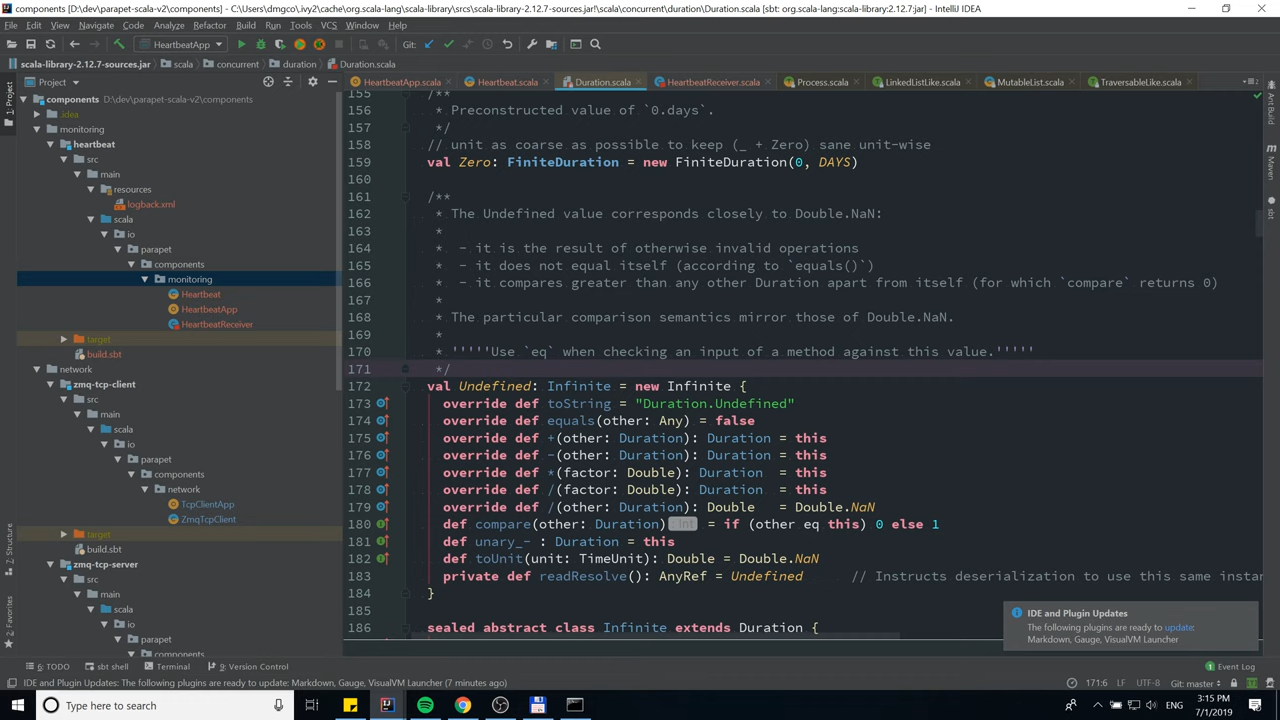 components [D:\dev\parapet-scala-v2\components] - C:\Users\dmgco\.ivy2\cache\org.scala-lang\scala-library\srcs\scala-library-2.12.7-sources.jar!\scala\concurrent\duration\Duration.scala [sbt: org.scala-lang:scala-library:2.12.7:jar] - IntelliJ IDEA
File Edit View Navigate Code Analyze Refactor Build Run Tools VCS Window Help
HeartbeatApp Git:
scala-library-2.12.7-sources.jar scala concurrent duration Duration.scala
Project
HeartbeatApp.scala Heartbeat.scala Duration.scala HeartbeatReceiver.scala Process.scala LinkedListLike.scala MutableList.scala TraversableLike.scala
components D:\dev\parapet-scala-v2\components
.idea
monitoring
heartbeat
src
main
resources
logback.xml
scala
io
parapet
components
monitoring
Heartbeat
HeartbeatApp
HeartbeatReceiver
target
build.sbt
network
zmq-tcp-client
src
main
scala
io
parapet
components
network
TcpClientApp
ZmqTcpClient
target
build.sbt
zmq-tcp-server
src
main
scala
io
parapet
components
1: Project
7: Structure
2: Favorites
155 /**
156 * Preconstructed value of `0.days`.
157 */
158 // unit as coarse as possible to keep (_ + Zero) sane unit-wise
159 val Zero: FiniteDuration = new FiniteDuration(0, DAYS)
160
161 /**
162 * The Undefined value corresponds closely to Double.NaN:
163 *
164 * - it is the result of otherwise invalid operations
165 * - it does not equal itself (according to `equals()`)
166 * - it compares greater than any other Duration apart from itself (for which `compare` returns 0)
167 *
168 * The particular comparison semantics mirror those of Double.NaN.
169 *
170 * '''''Use `eq` when checking an input of a method against this value.'''''
171 */
172 val Undefined: Infinite = new Infinite {
173 override def toString = "Duration.Undefined"
174 override def equals(other: Any) = false
175 override def +(other: Duration): Duration = this
176 override def -(other: Duration): Duration = this
177 override def *(factor: Double): Duration = this
178 override def /(factor: Double): Duration = this
179 override def /(other: Duration): Double = Double.NaN
180 def compare(other: Duration) : Int = if (other eq this) 0 else 1
181 def unary_- : Duration = this
182 def toUnit(unit: TimeUnit): Double = Double.NaN
183 private def readResolve(): AnyRef = Undefined // Instructs deserialization to use this same instan
184 }
185
186 sealed abstract class Infinite extends Duration {
Ant Build
Maven
sbt
IDE and Plugin Updates
The following plugins are ready to update:
Markdown, Gauge, VisualVM Launcher
6: TODO sbt shell Terminal 9: Version Control 1 Event Log
IDE and Plugin Updates: The following plugins are ready to update: Markdown, Gauge, VisualVM Launcher (7 minutes ago) 171:6 LF UTF-8 Git: master
Type here to search
ENG
3:15 PM
7/1/2019